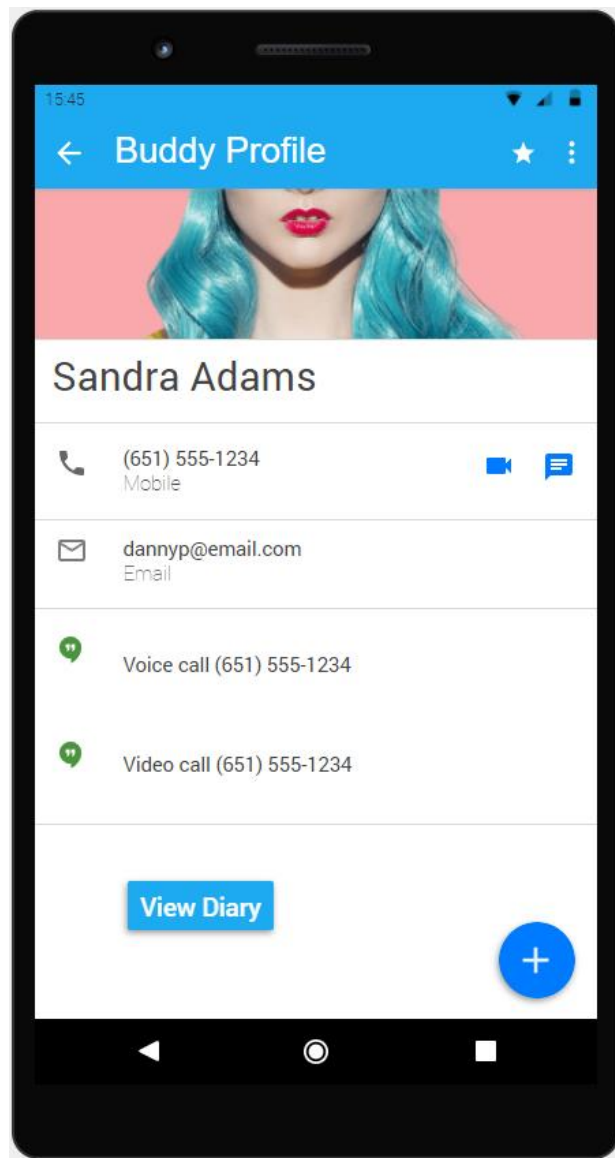 15:45
Buddy Profile
Sandra Adams
(651) 555-1234
Mobile
dannyp@email.com
Email
Voice call (651) 555-1234
Video call (651) 555-1234
View Diary